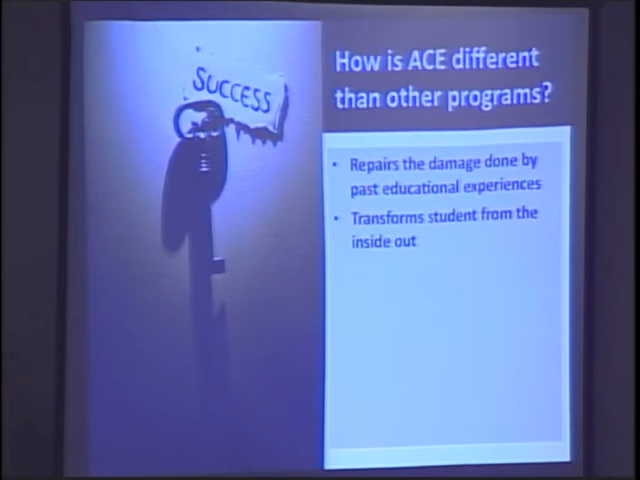 SUCCESS
How is ACE different
than other programs?
• Repairs the damage done by
past educational experiences
• Transforms student from the
inside out